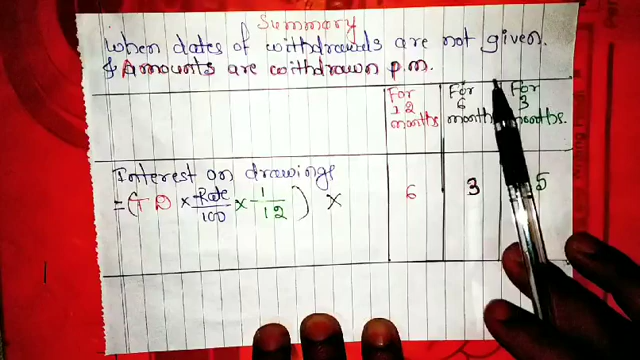 Summary
When dates of withdrawals are not given.
& Amounts are withdrawn p.m.
For 12 months
For 6 months
For 3 months.
Interest on drawings
= (TD × Rate/100 × 1/12) ×
6
3
5